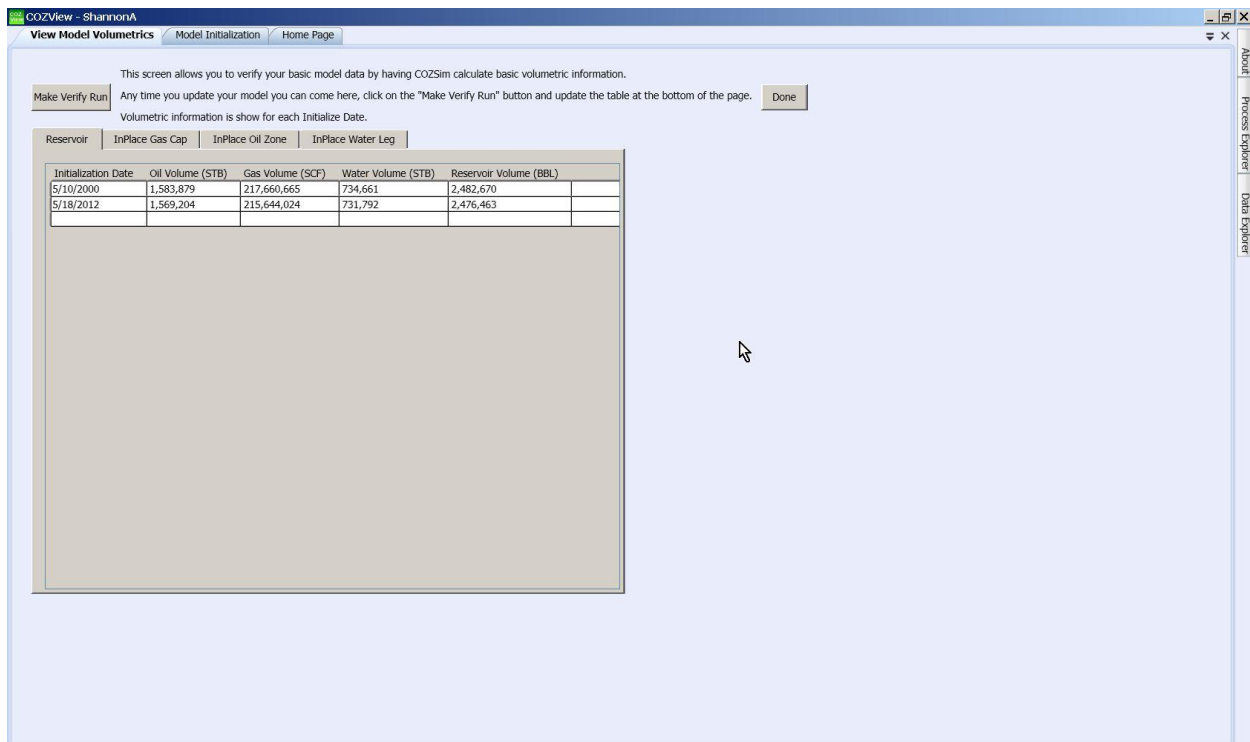 COZView - ShannonA
View Model Volumetrics Model Initialization Home Page
This screen allows you to verify your basic model data by having COZSim calculate basic volumetric information.
Make Verify Run Any time you update your model you can come here, click on the "Make Verify Run" button and update the table at the bottom of the page. Done
Volumetric information is show for each Initialize Date.
Reservoir InPlace Gas Cap InPlace Oil Zone InPlace Water Leg
Initialization Date Oil Volume (STB) Gas Volume (SCF) Water Volume (STB) Reservoir Volume (BBL)
5/10/2000 1,583,879 217,660,665 734,661 2,482,670
5/18/2012 1,569,204 215,644,024 731,792 2,476,463
About
Process Explorer
Data Explorer